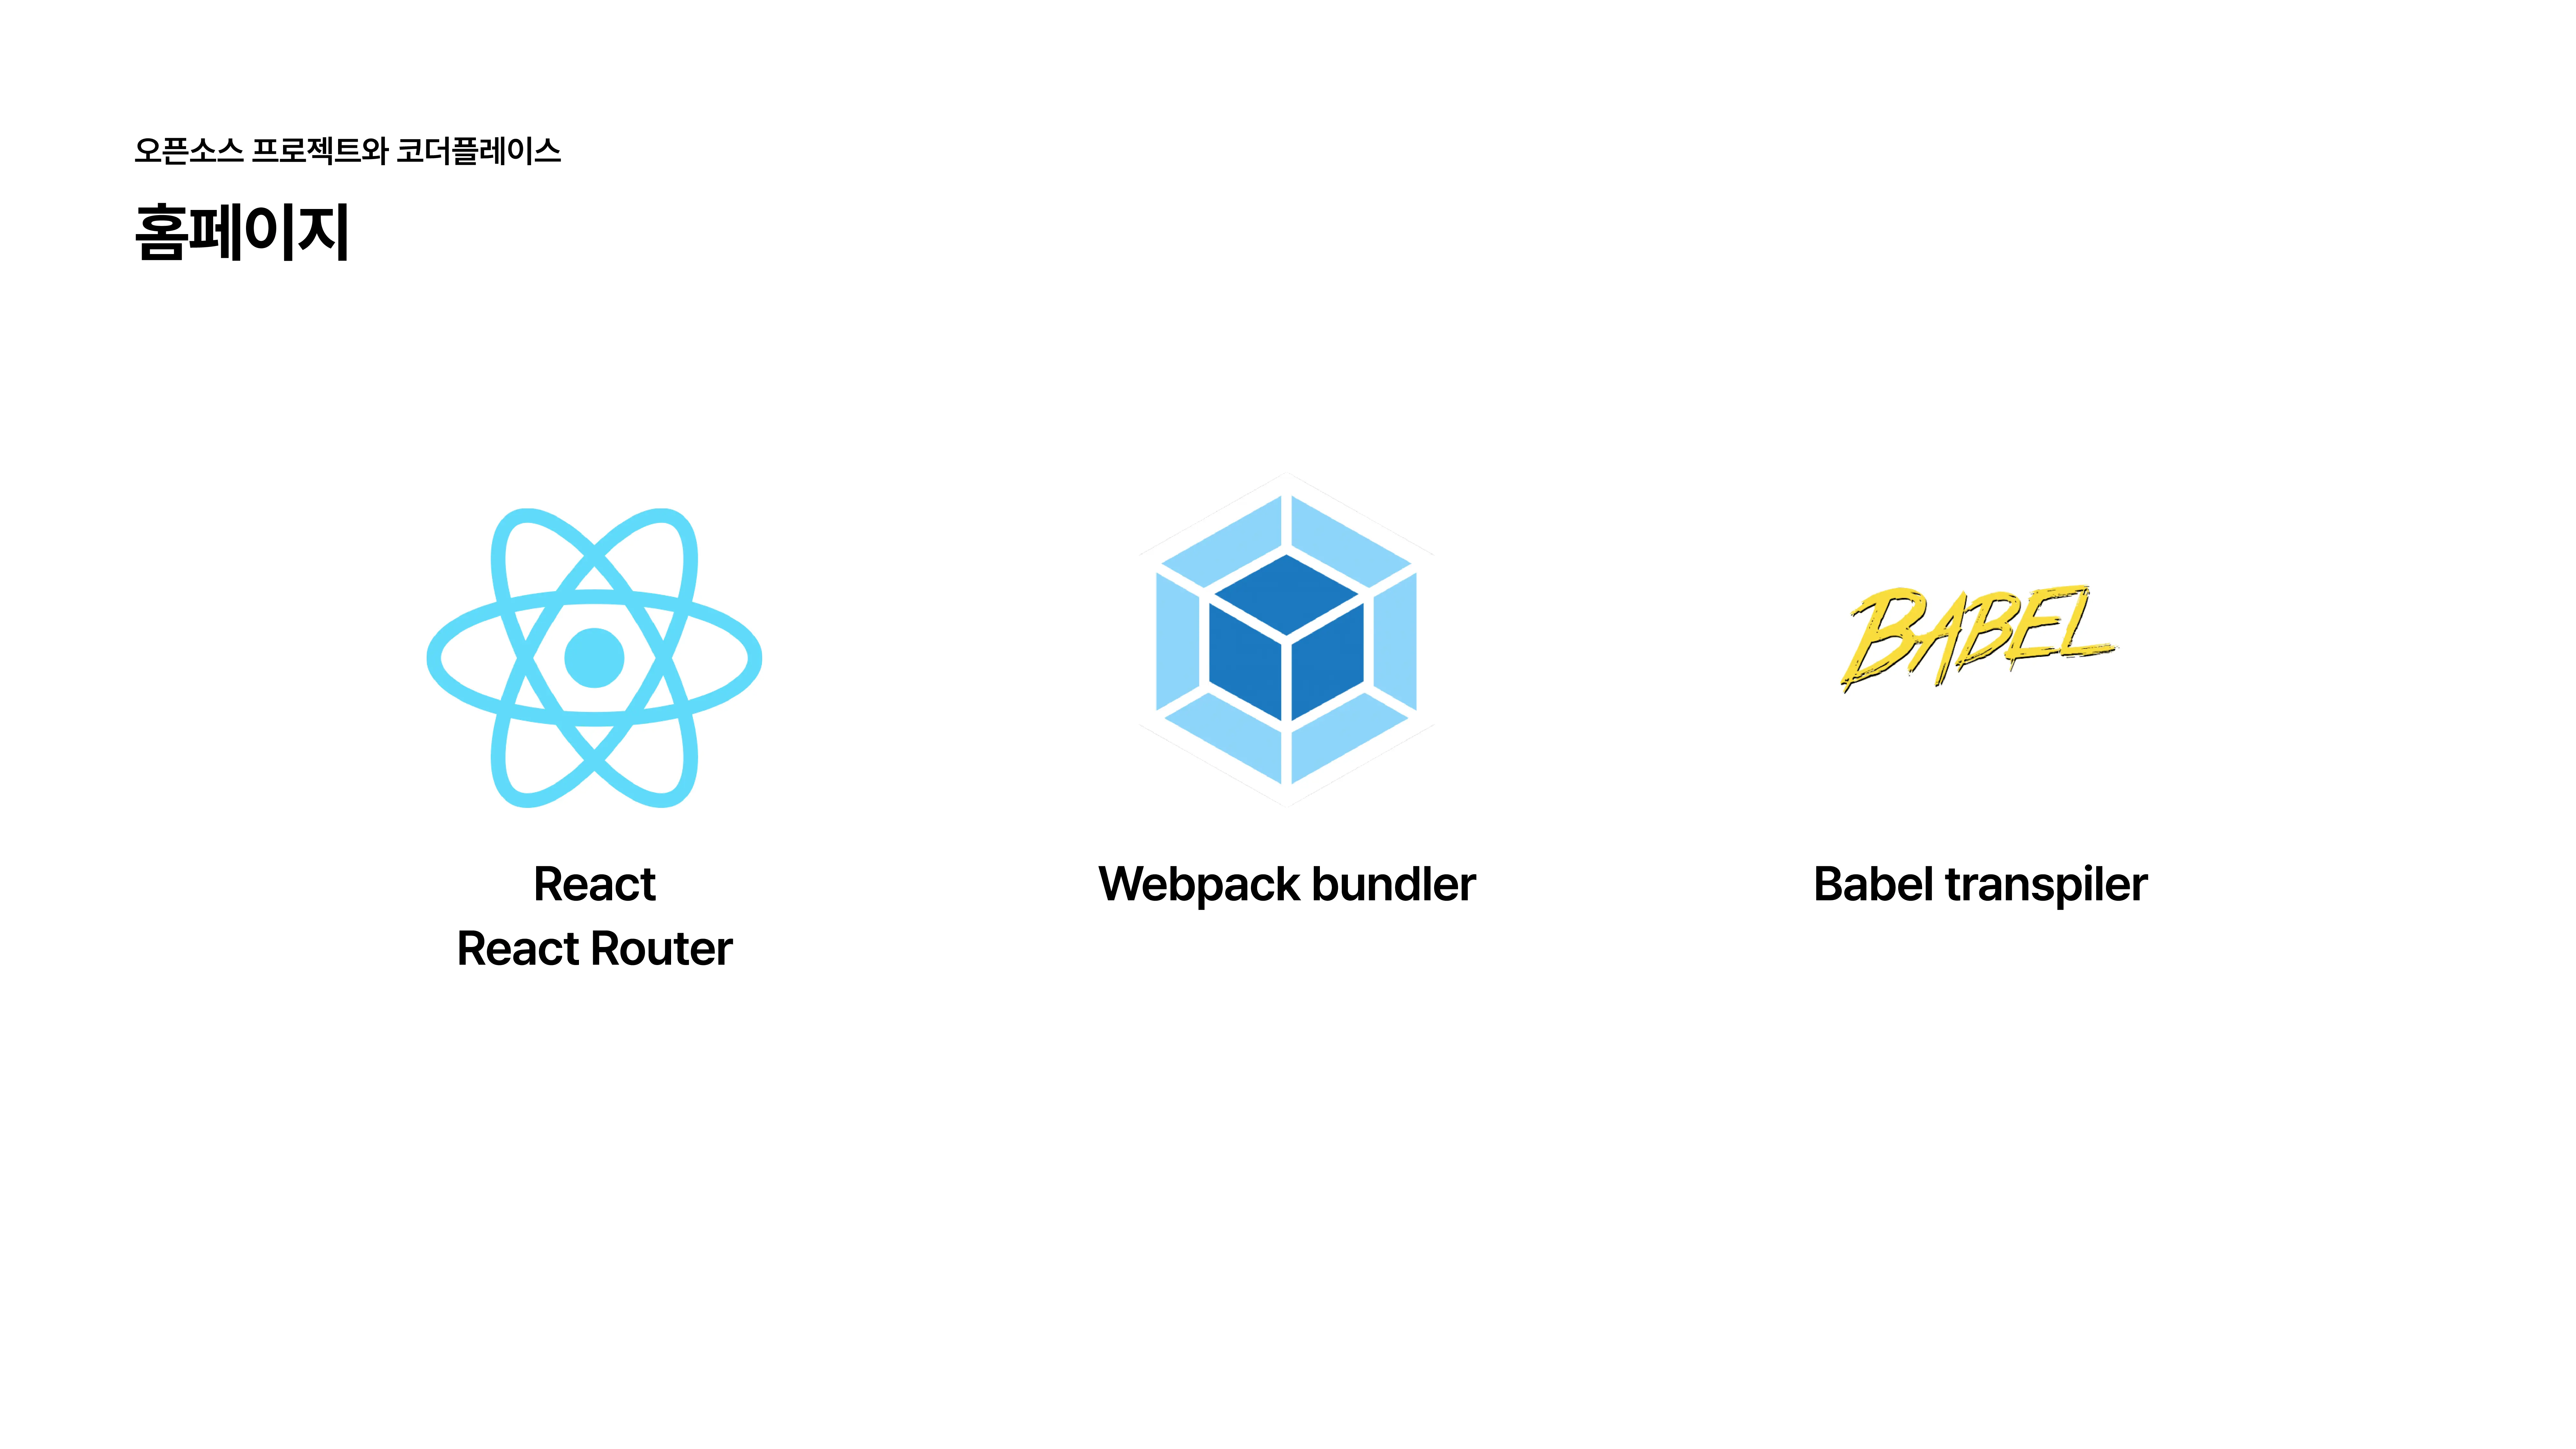 오픈소스 프로젝트와 코더플레이스
홈페이지
BABEL
React
React Router
Webpack bundler
Babel transpiler